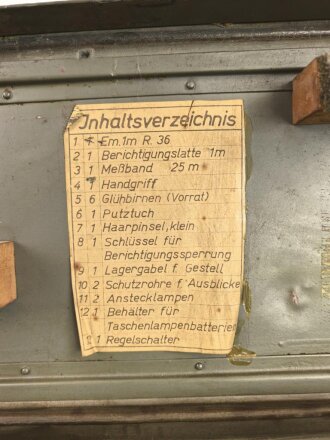 Inhaltsverzeichnis
1 1 Em. 1m R. 36
2 1 Berichtigungslatte 1m
3 1 Meßband 25 m
4 1 Handgriff
5 6 Glühbirnen (Vorrat)
6 1 Putztuch
7 1 Haarpinsel, klein
8 1 Schlüssel für
Berichtigungssperrung
9 1 Lagergabel f. Gestell
10 2 Schutzrohre f. Ausblicke
11 2 Anstecklampen
12 1 Behälter für
Taschenlampenbatterien
1 Regelschalter